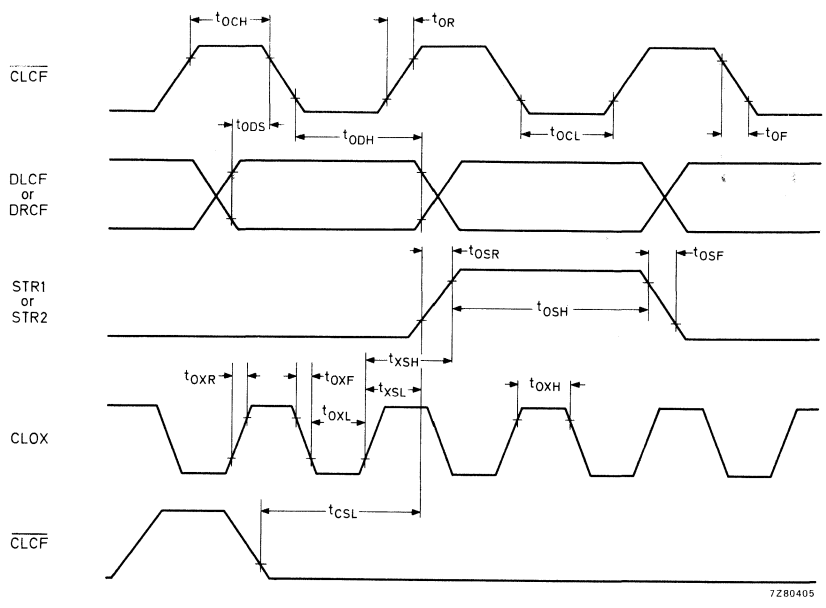 tOCH
tOR
CLCF
tODS
tODH
tOCL
tOF
DLCF
or
DRCF
tOSR
tOSF
STR1
or
STR2
tOSH
tXSH
tOXR
tOXF
tXSL
tOXH
tOXL
CLOX
tCSL
CLCF
7Z80405